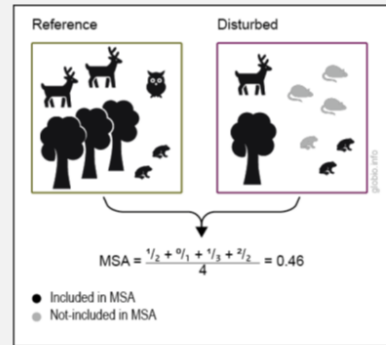 Reference Disturbed
globio.info
MSA = (¹/₂ + ⁰/₁ + ¹/₃ + ²/₂) / 4 = 0.46
Included in MSA
Not-included in MSA